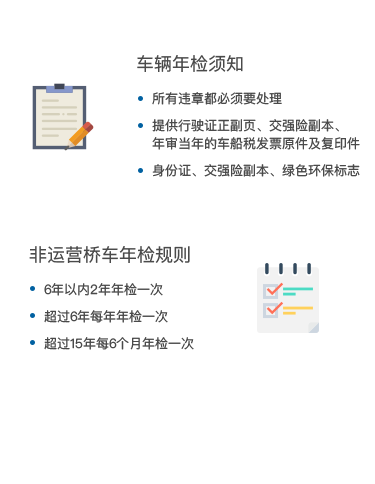 车辆年检须知
所有违章都必须要处理
提供行驶证正副页、交强险副本、
年审当年的车船税发票原件及复印件
身份证、交强险副本、绿色环保标志
非运营桥车年检规则
6年以内2年年检一次
超过6年每年年检一次
超过15年每6个月年检一次